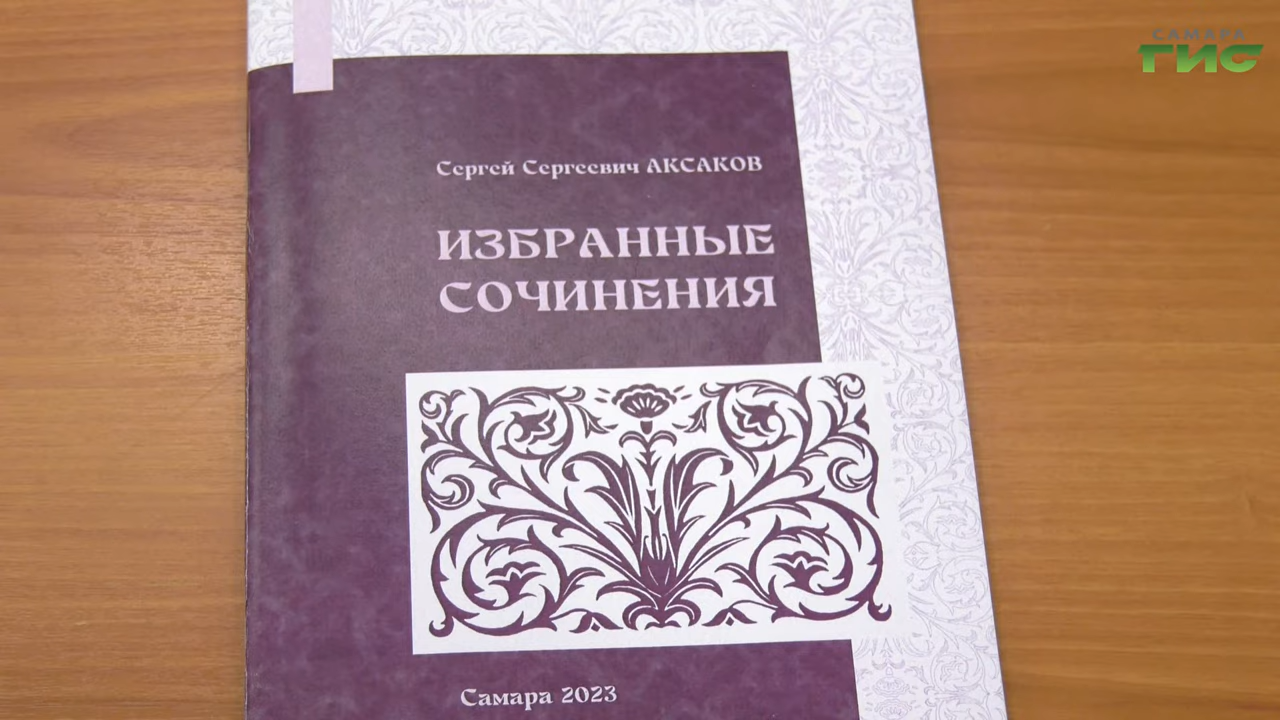 САМАРА
ГИС
Сергей Сергеевич АКСАКОВ
ИЗБРАННЫЕ
СОЧИНЕНИЯ
Самара 2023